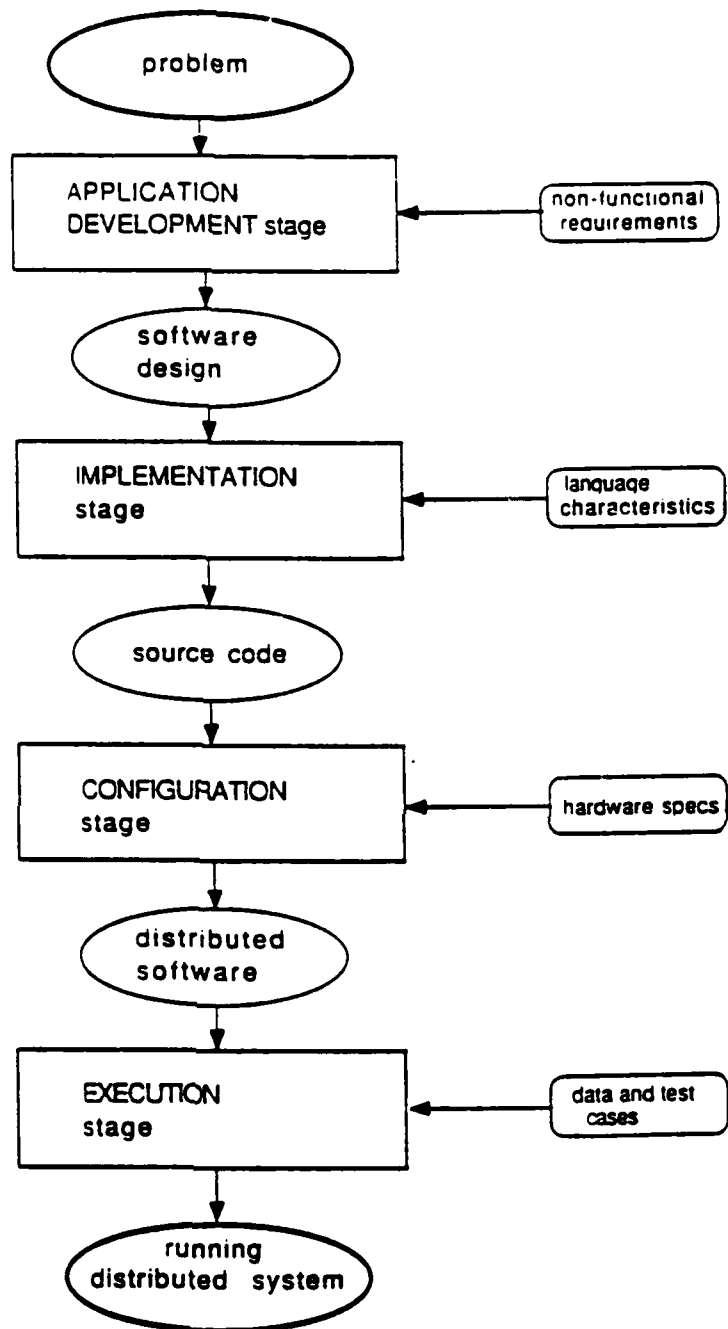 problem
APPLICATION
DEVELOPMENT stage
non-functional
requirements
software
design
IMPLEMENTATION
stage
language
characteristics
source code
CONFIGURATION
stage
hardware specs
distributed
software
EXECUTION
stage
data and test
cases
running
distributed system